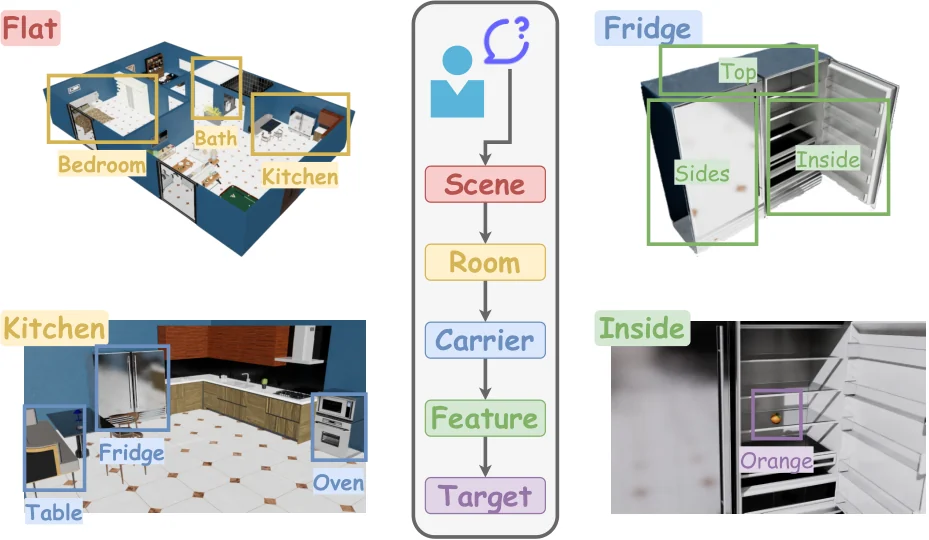 Flat
Bedroom
Bath
Kitchen
Kitchen
Fridge
Table
Oven
?
Scene
Room
Carrier
Feature
Target
Fridge
Top
Sides
Inside
Inside
Orange